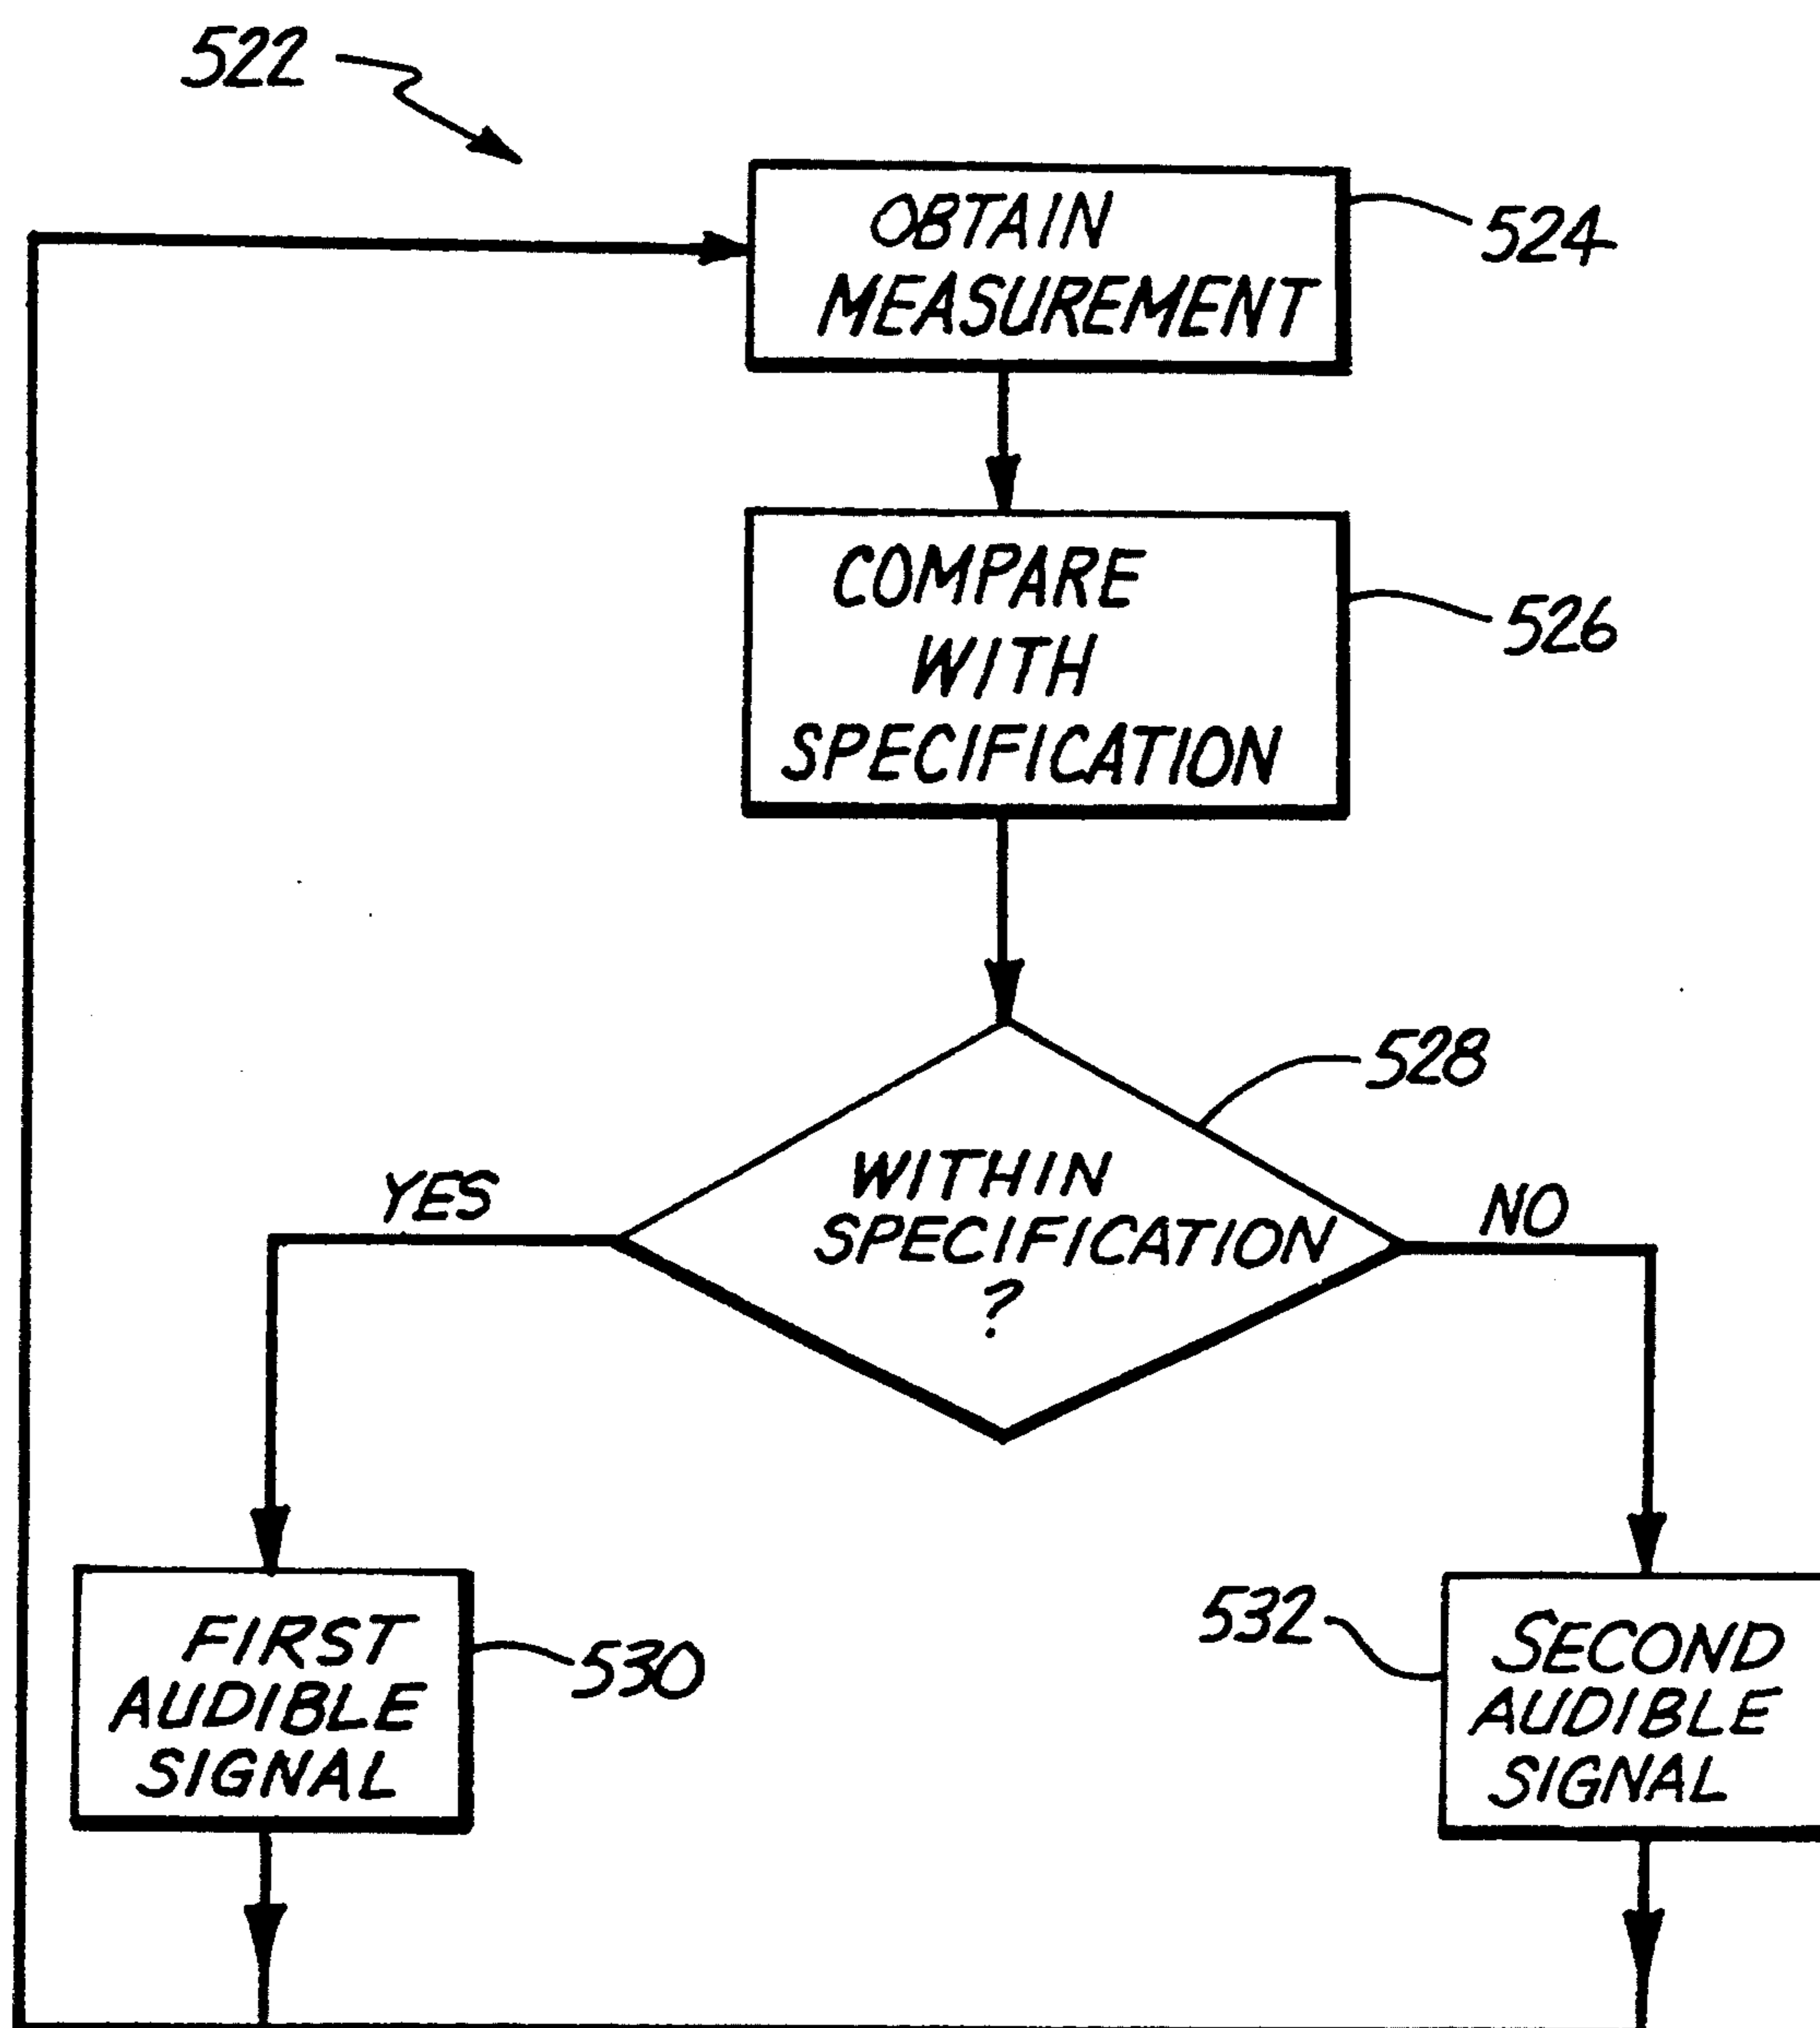 522
OBTAIN
MEASUREMENT
524
COMPARE
WITH
SPECIFICATION
526
528
WITHIN
SPECIFICATION
?
YES
NO
FIRST
AUDIBLE
SIGNAL
530
532
SECOND
AUDIBLE
SIGNAL